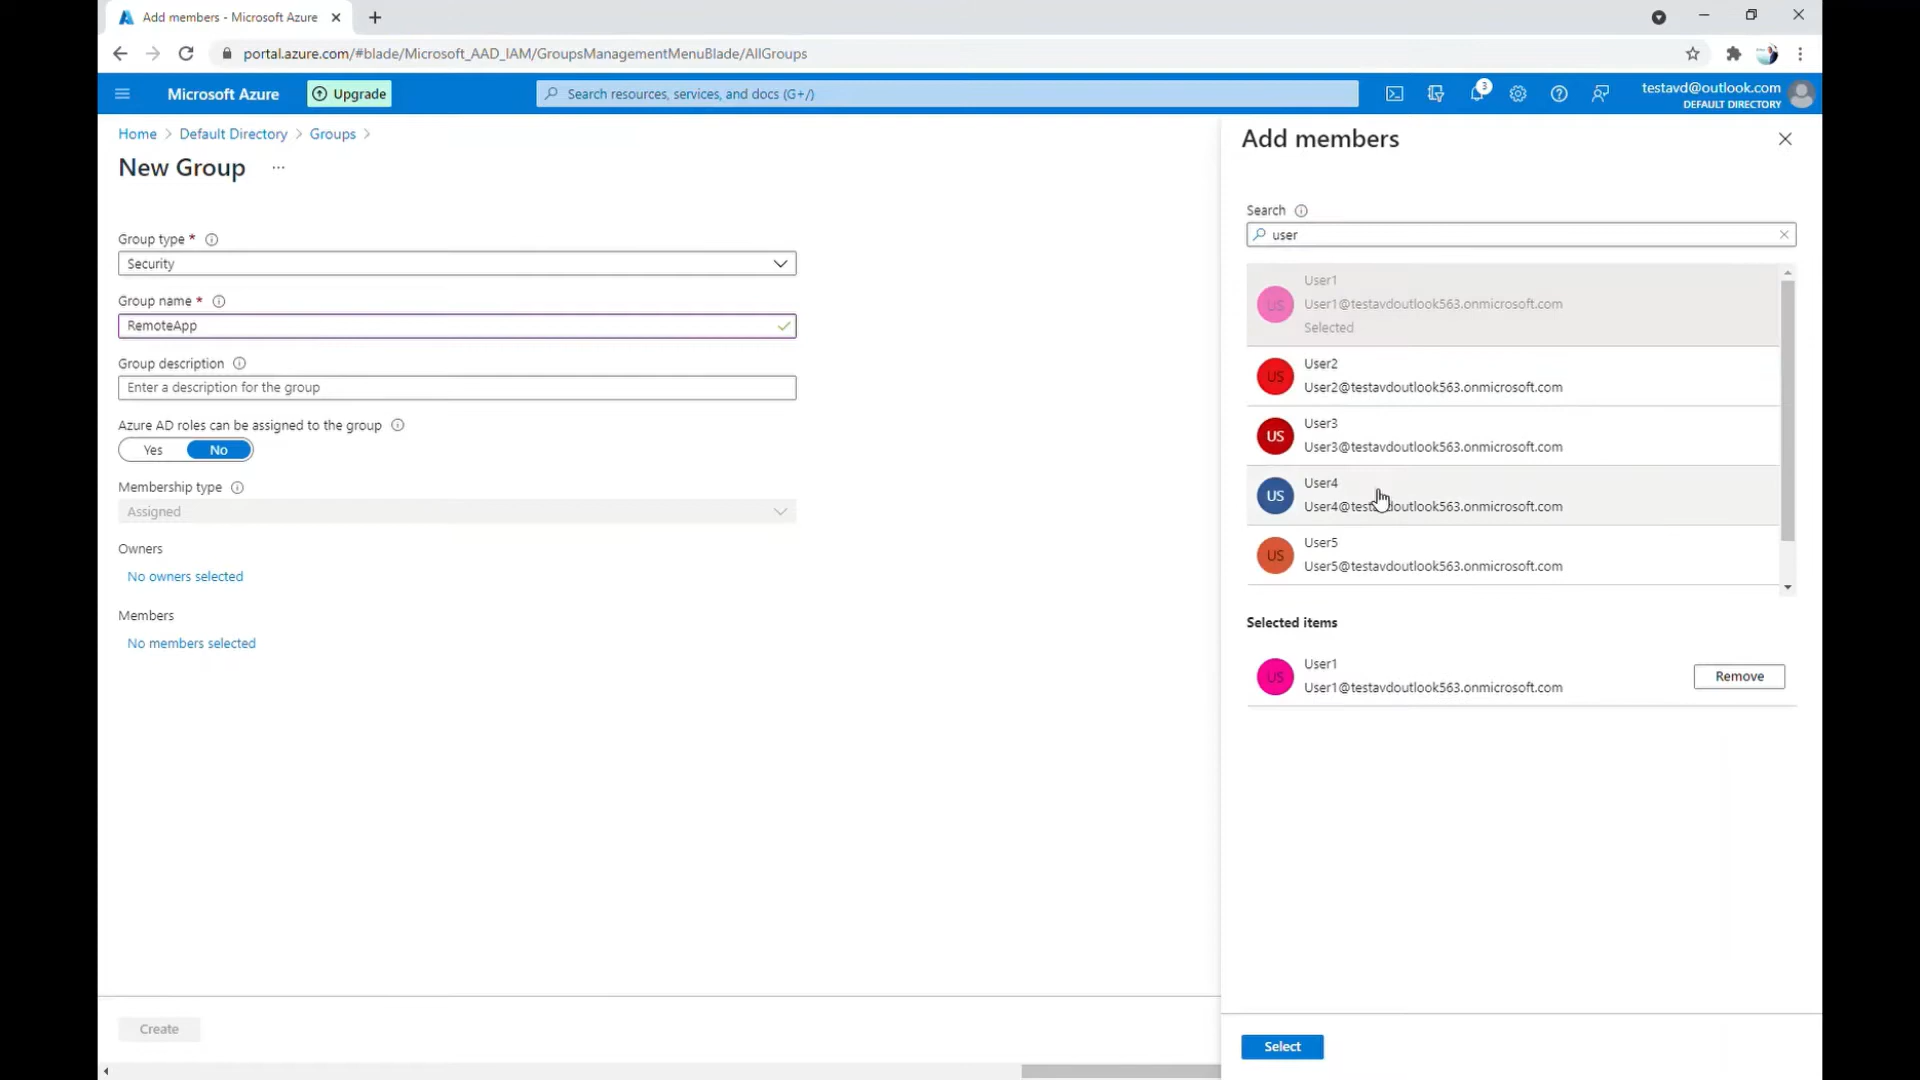 Add members - Microsoft Azure
portal.azure.com/#blade/Microsoft_AAD_IAM/GroupsManagementMenuBlade/AllGroups
Microsoft Azure
Upgrade
Search resources, services, and docs (G+/)
3
testavd@outlook.com
DEFAULT DIRECTORY
Home > Default Directory > Groups >
New Group ...
Group type *
Security
Group name *
RemoteApp
Group description
Enter a description for the group
Azure AD roles can be assigned to the group
Yes No
Membership type
Assigned
Owners
No owners selected
Members
No members selected
Create
Add members
Search
user
US
User1
User1@testavdoutlook563.onmicrosoft.com
Selected
US
User2
User2@testavdoutlook563.onmicrosoft.com
US
User3
User3@testavdoutlook563.onmicrosoft.com
US
User4
User4@testavdoutlook563.onmicrosoft.com
US
User5
User5@testavdoutlook563.onmicrosoft.com
Selected items
US
User1
User1@testavdoutlook563.onmicrosoft.com
Remove
Select